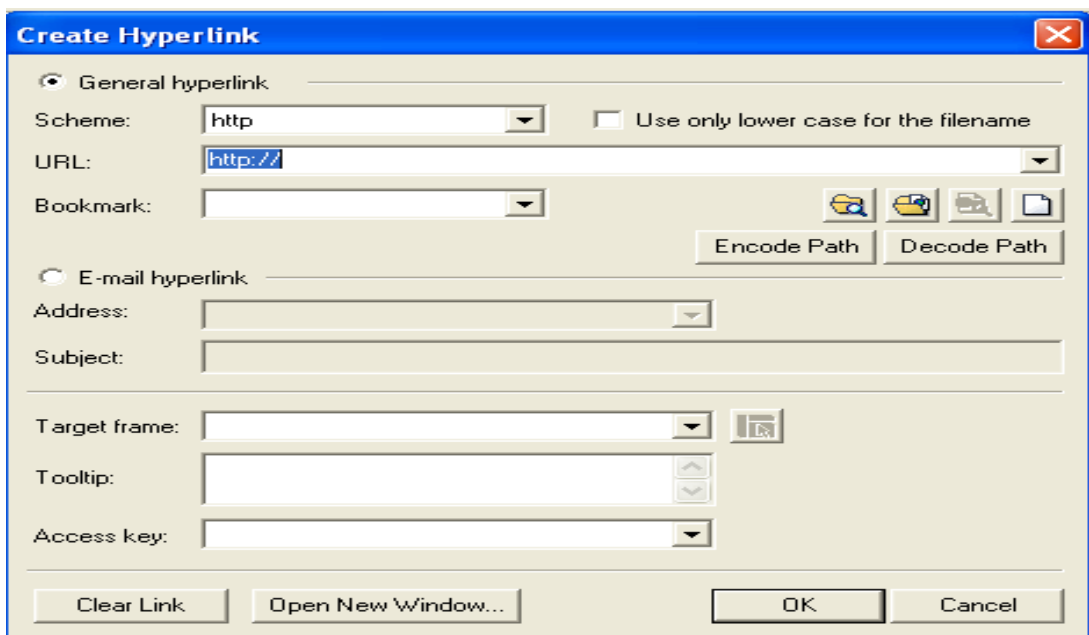 Create Hyperlink
General hyperlink
Scheme: http Use only lower case for the filename
URL: http://
Bookmark:
Encode Path Decode Path
E-mail hyperlink
Address:
Subject:
Target frame:
Tooltip:
Access key:
Clear Link Open New Window... OK Cancel